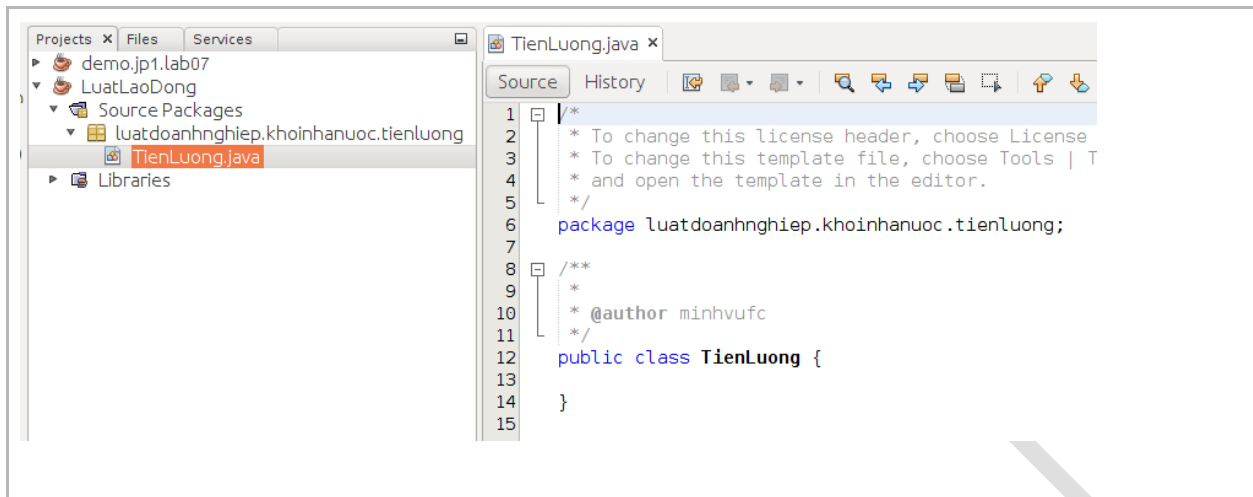 Projects × Files Services
demo.jp1.lab07
LuatLaoDong
Source Packages
luatdoanhnghiep.khoinhanuoc.tienluong
TienLuong.java
Libraries
TienLuong.java ×
Source History
1 /*
2 * To change this license header, choose License
3 * To change this template file, choose Tools | T
4 * and open the template in the editor.
5 */
6 package luatdoanhnghiep.khoinhanuoc.tienluong;
7
8 /**
9 *
10 * @author minhvufc
11 */
12 public class TienLuong {
13
14 }
15